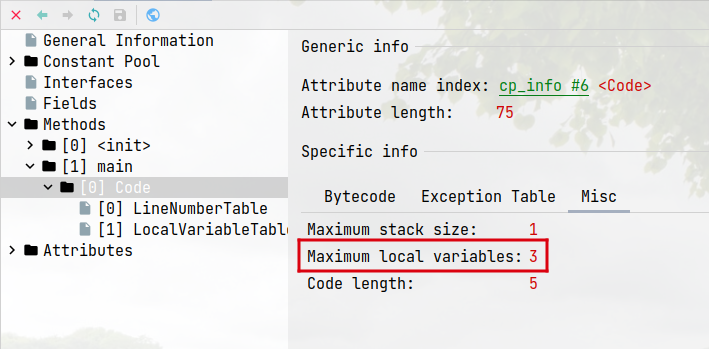 General Information
Constant Pool
Interfaces
Fields
Methods
[0] <init>
[1] main
[0] Code
[0] LineNumberTable
[1] LocalVariableTabl
Attributes
Generic info
Attribute name index: cp_info #6 <Code>
Attribute length: 75
Specific info
Bytecode Exception Table Misc
Maximum stack size: 1
Maximum local variables: 3
Code length: 5